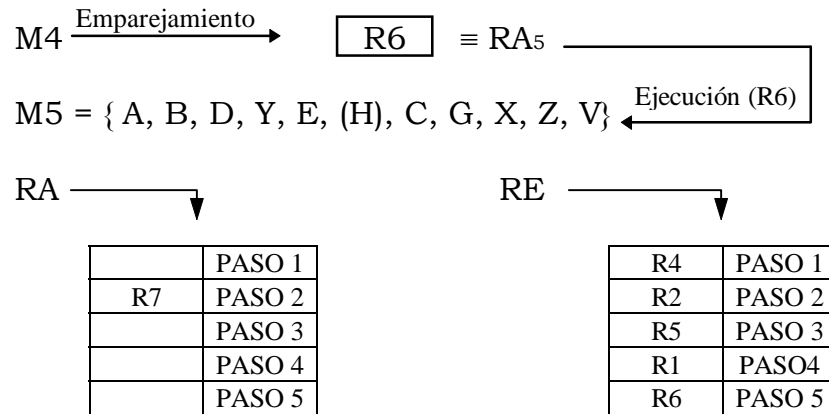 M4 Emparejamiento R6 ≡ RA5
M5 = { A, B, D, Y, E, (H), C, G, X, Z, V} Ejecución (R6)
RA RE
PASO 1
R7 PASO 2
PASO 3
PASO 4
PASO 5
R4 PASO 1
R2 PASO 2
R5 PASO 3
R1 PASO4
R6 PASO 5